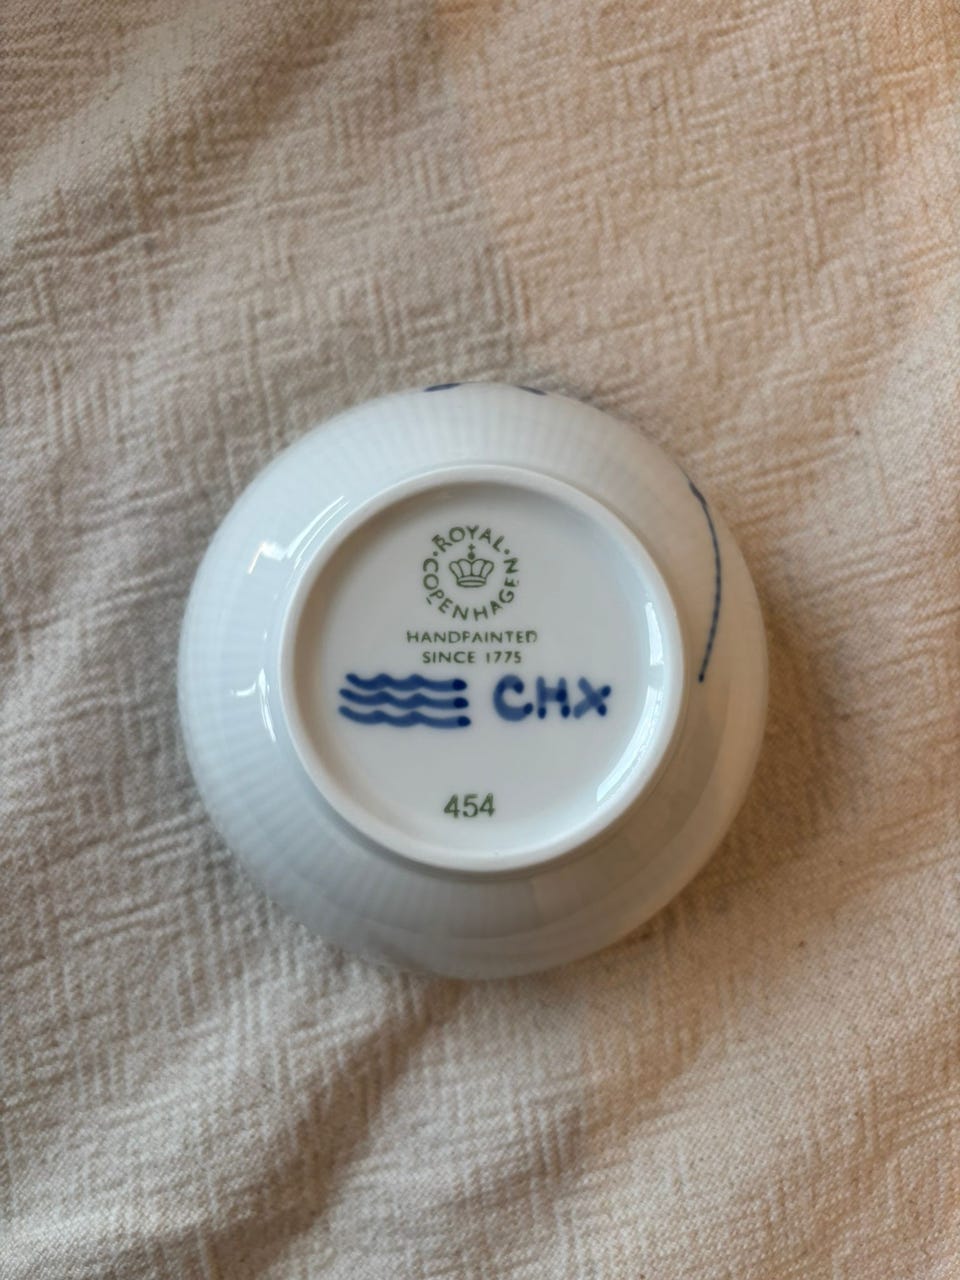 ROYAL · COPENHAGEN ·
HANDPAINTED
SINCE 1775
CHX
454